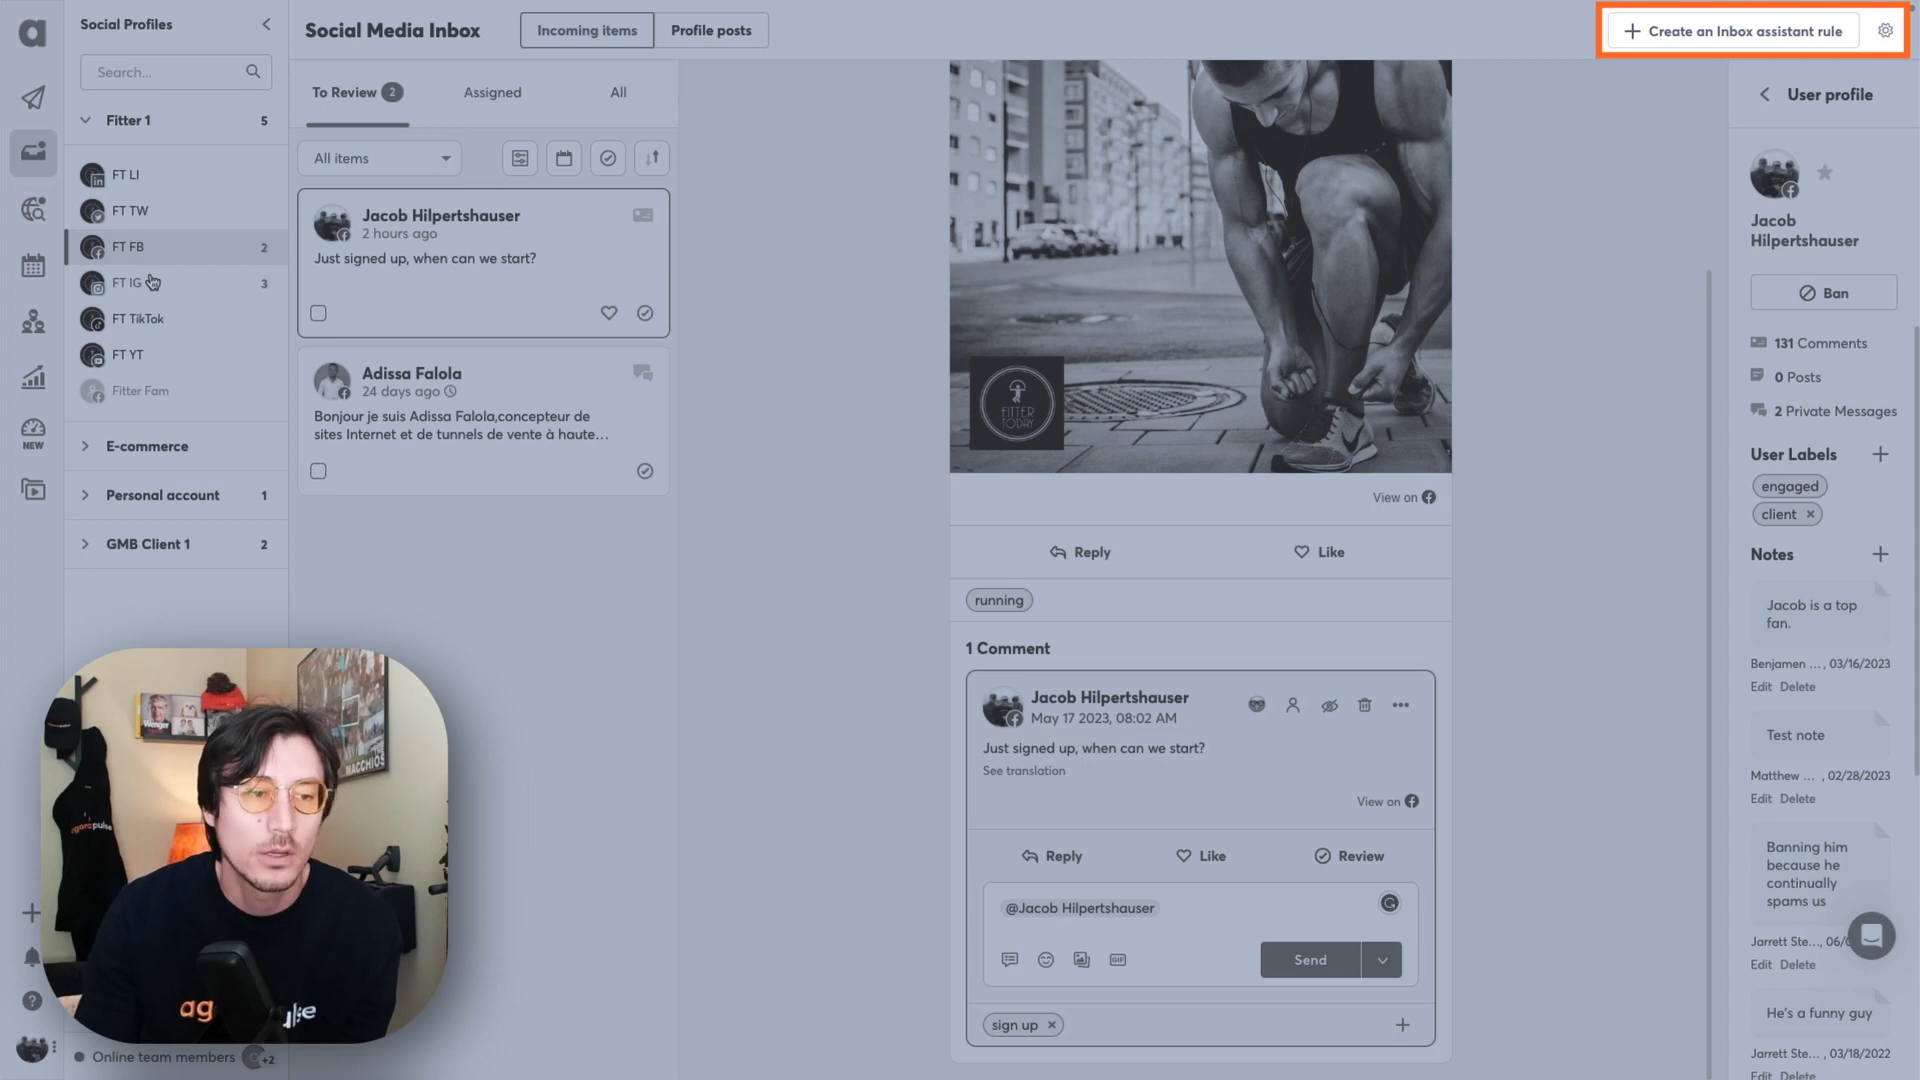 Social Profiles
Search...
Fitter 1 5
FT LI
FT TW
FT FB 2
FT IG 3
FT TikTok
FT YT
Fitter Fam
E-commerce
Personal account 1
GMB Client 1 2
NEW
Online team members +2
Social Media Inbox
Incoming items
Profile posts
To Review 2
Assigned
All
All items
Jacob Hilpertshauser
2 hours ago
Just signed up, when can we start?
Adissa Falola
24 days ago
Bonjour je suis Adissa Falola,concepteur de
sites Internet et de tunnels de vente à haute...
FITTER
TODAY
View on
Reply
Like
running
1 Comment
Jacob Hilpertshauser
May 17 2023, 08:02 AM
Just signed up, when can we start?
See translation
View on
Reply
Like
Review
@Jacob Hilpertshauser
GIF
Send
sign up
Create an Inbox assistant rule
User profile
Jacob
Hilpertshauser
Ban
131 Comments
0 Posts
2 Private Messages
User Labels
engaged
client
Notes
Jacob is a top
fan.
Benjamen ... , 03/16/2023
Edit Delete
Test note
Matthew ... , 02/28/2023
Edit Delete
Banning him
because he
continually
spams us
Jarrett Ste..., 06/
Edit Delete
He's a funny guy
Jarrett Ste... , 03/18/2022
Edit Delete
Wenger
MACCHIOS
agorapulse
ag
lse